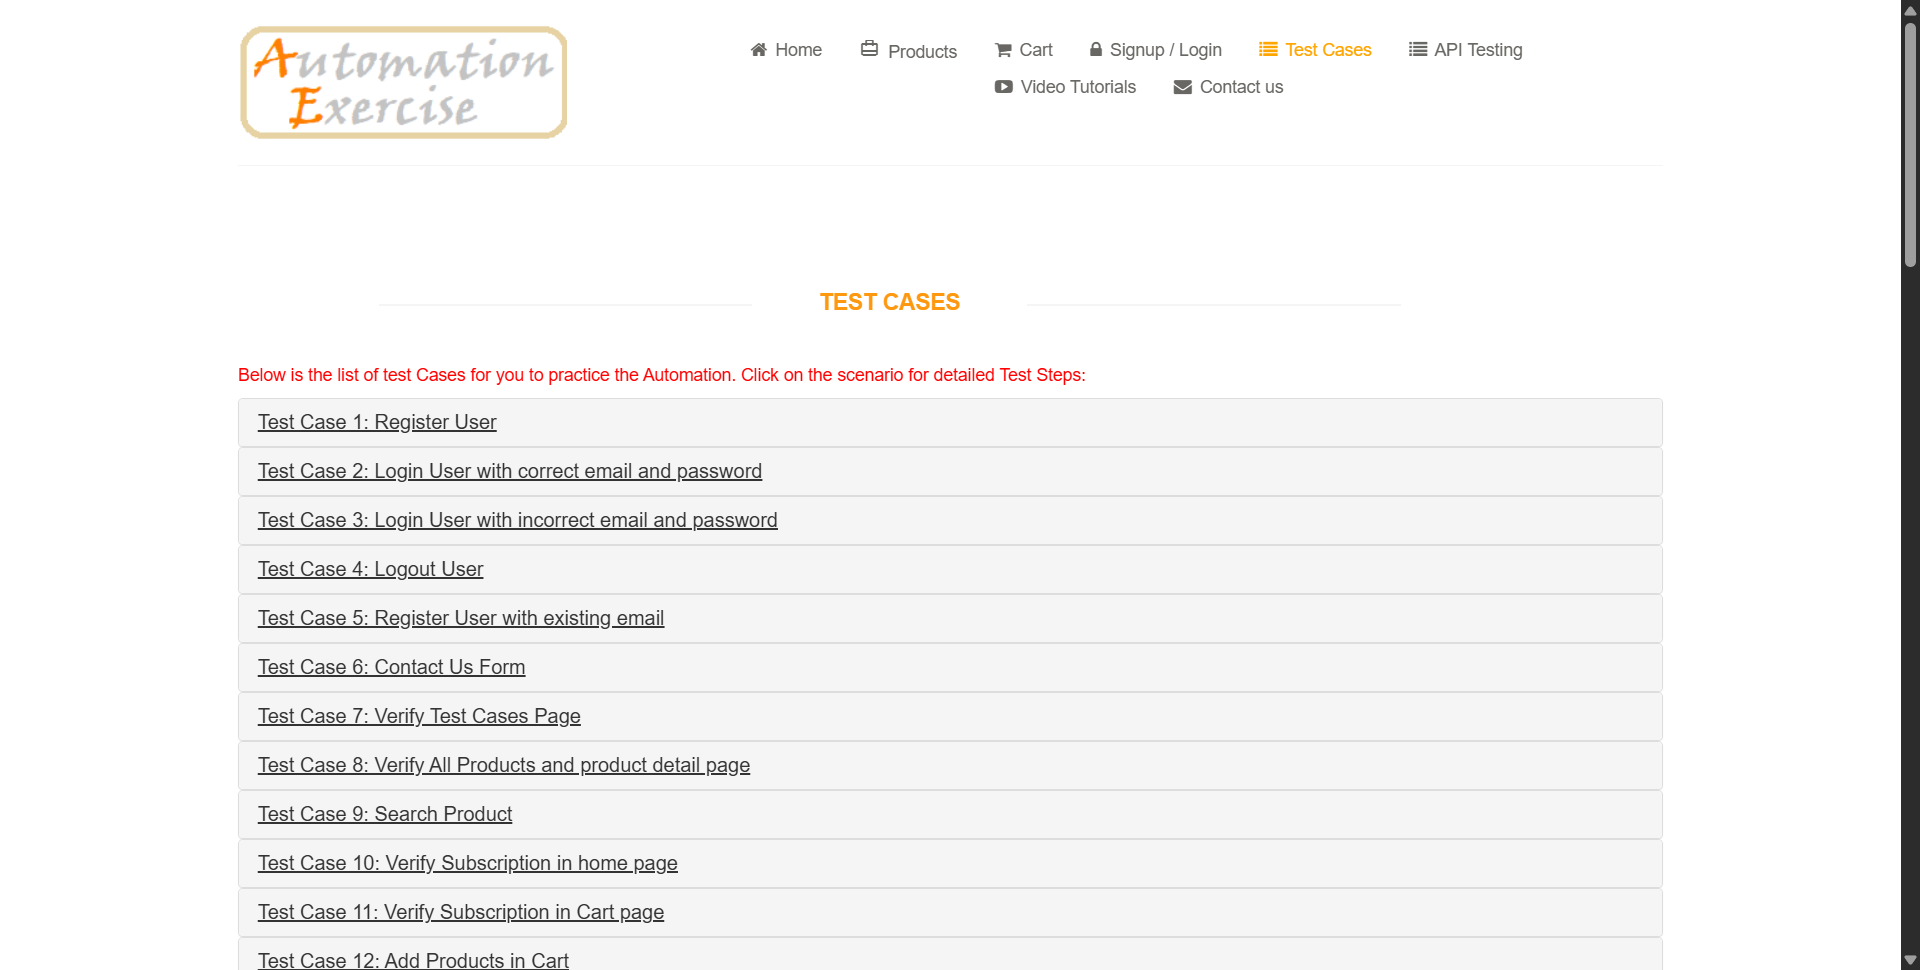 Automation
Exercise
Home
Products
Cart
Signup / Login
Test Cases
API Testing
Video Tutorials
Contact us
TEST CASES
Below is the list of test Cases for you to practice the Automation. Click on the scenario for detailed Test Steps:
Test Case 1: Register User
Test Case 2: Login User with correct email and password
Test Case 3: Login User with incorrect email and password
Test Case 4: Logout User
Test Case 5: Register User with existing email
Test Case 6: Contact Us Form
Test Case 7: Verify Test Cases Page
Test Case 8: Verify All Products and product detail page
Test Case 9: Search Product
Test Case 10: Verify Subscription in home page
Test Case 11: Verify Subscription in Cart page
Test Case 12: Add Products in Cart